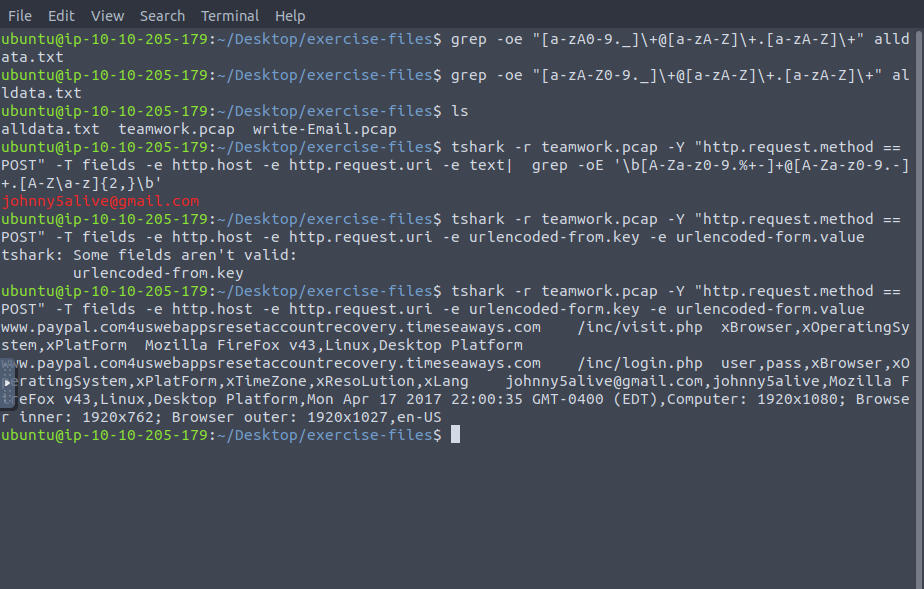 File Edit View Search Terminal Help
ubuntu@ip-10-10-205-179:~/Desktop/exercise-files$ grep -oe "[a-zA0-9._]\+@[a-zA-Z]\+.[a-zA-Z]\+" alld
ata.txt
ubuntu@ip-10-10-205-179:~/Desktop/exercise-files$ grep -oe "[a-zA-Z0-9._]\+@[a-zA-Z]\+.[a-zA-Z]\+" al
ldata.txt
ubuntu@ip-10-10-205-179:~/Desktop/exercise-files$ ls
alldata.txt  teamwork.pcap  write-Email.pcap
ubuntu@ip-10-10-205-179:~/Desktop/exercise-files$ tshark -r teamwork.pcap -Y "http.request.method ==
POST" -T fields -e http.host -e http.request.uri -e text|  grep -oE '\b[A-Za-z0-9.%+-]+@[A-Za-z0-9.-]
+.[A-Z\a-z]{2,}\b'
johnny5alive@gmail.com
ubuntu@ip-10-10-205-179:~/Desktop/exercise-files$ tshark -r teamwork.pcap -Y "http.request.method ==
POST" -T fields -e http.host -e http.request.uri -e urlencoded-from.key -e urlencoded-form.value
tshark: Some fields aren't valid:
        urlencoded-from.key
ubuntu@ip-10-10-205-179:~/Desktop/exercise-files$ tshark -r teamwork.pcap -Y "http.request.method ==
POST" -T fields -e http.host -e http.request.uri -e urlencoded-form.key -e urlencoded-form.value
www.paypal.com4uswebappsresetaccountrecovery.timeseaways.com    /inc/visit.php  xBrowser,xOperatingSy
stem,xPlatForm  Mozilla FireFox v43,Linux,Desktop Platform
www.paypal.com4uswebappsresetaccountrecovery.timeseaways.com    /inc/login.php  user,pass,xBrowser,xO
peratingSystem,xPlatForm,xTimeZone,xResoLution,xLang    johnny5alive@gmail.com,johnny5alive,Mozilla F
ireFox v43,Linux,Desktop Platform,Mon Apr 17 2017 22:00:35 GMT-0400 (EDT),Computer: 1920x1080; Browse
r inner: 1920x762; Browser outer: 1920x1027,en-US
ubuntu@ip-10-10-205-179:~/Desktop/exercise-files$